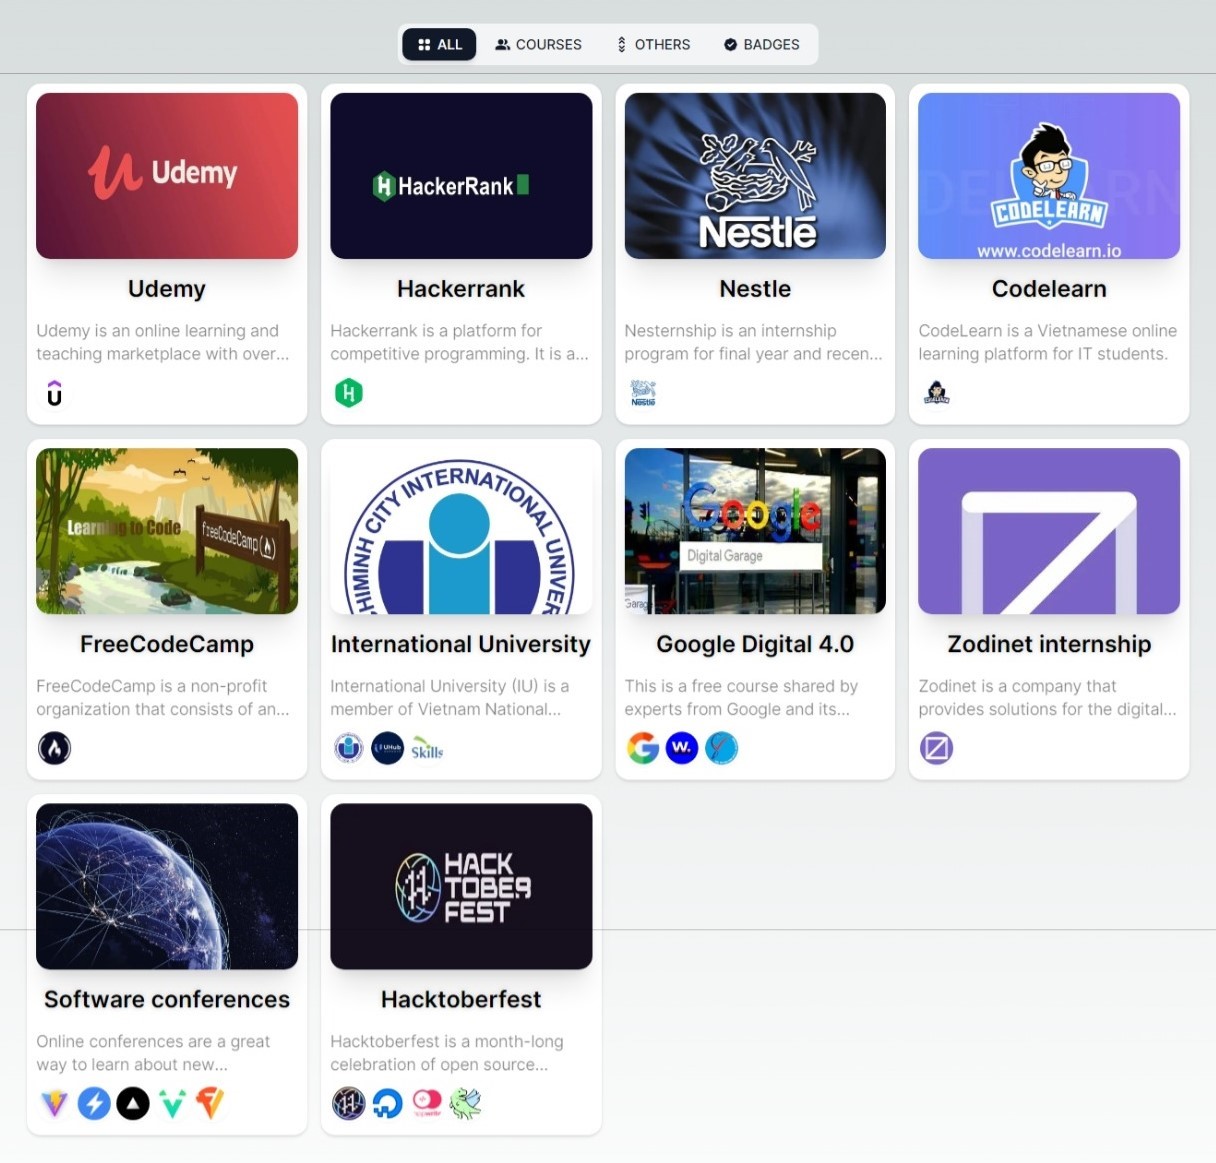 ALL
COURSES
OTHERS
BADGES
Udemy
HackerRank
Nestlé
CODELEARN
www.codelearn.io
Udemy
Hackerrank
Nestle
Codelearn
Udemy is an online learning and
teaching marketplace with over...
Hackerrank is a platform for
competitive programming. It is a...
Nesternship is an internship
program for final year and recen...
CodeLearn is a Vietnamese online
learning platform for IT students.
Learning to Code
freeCodeCamp
HIMINH CITY INTERNATIONAL UNIVER
Google
Digital Garage
Garag
FreeCodeCamp
International University
Google Digital 4.0
Zodinet internship
FreeCodeCamp is a non-profit
organization that consists of an...
International University (IU) is a
member of Vietnam National...
This is a free course shared by
experts from Google and its...
Zodinet is a company that
provides solutions for the digital...
UHub
Skills
W.
HACK
TOBER
FEST
Software conferences
Hacktoberfest
Online conferences are a great
way to learn about new...
Hacktoberfest is a month-long
celebration of open source...